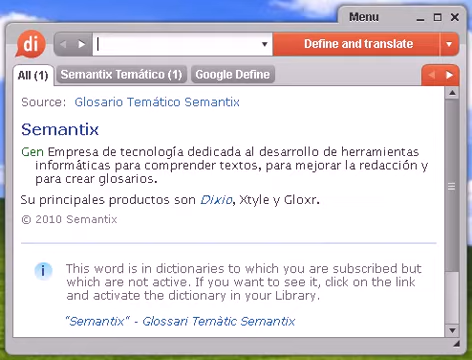 Menu
di
Define and translate
All (1)
Semantix Temático (1)
Google Define
Source: Glosario Temático Semantix
Semantix
Gen Empresa de tecnología dedicada al desarrollo de herramientas
informáticas para comprender textos, para mejorar la redacción y
para crear glosarios.
Su principales productos son Dixio, Xtyle y Gloxr.
© 2010 Semantix
i
This word is in dictionaries to which you are subscribed but
which are not active. If you want to see it, click on the link
and activate the dictionary in your Library.
"Semantix" - Glossari Temàtic Semantix